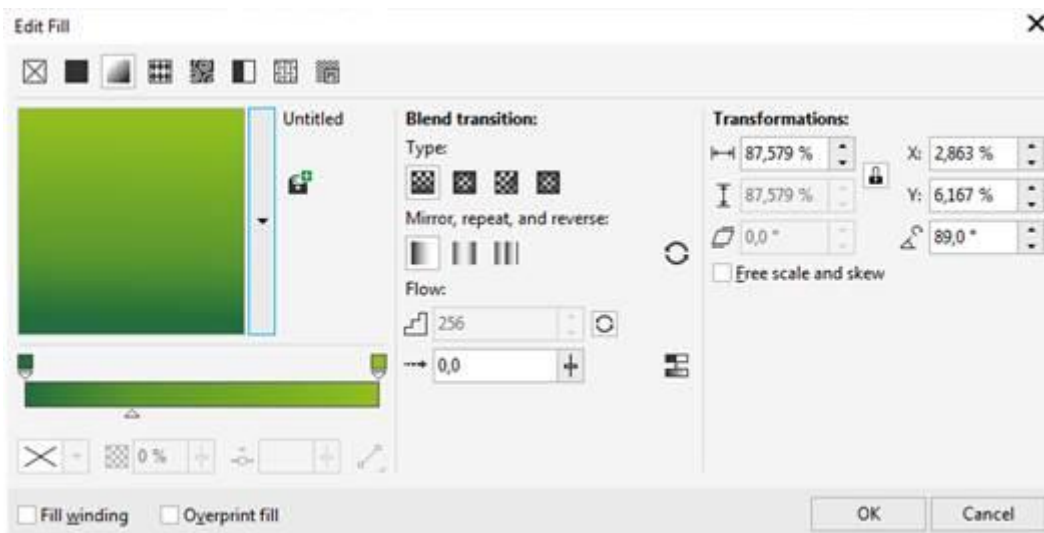 Edit Fill
Untitled
Blend transition:
Type:
Mirror, repeat, and reverse:
Flow:
256
0,0
0 %
Transformations:
87,579 % X: 2,863 %
87,579 % Y: 6,167 %
0,0 ° 89,0 °
Free scale and skew
Fill winding Overprint fill OK Cancel